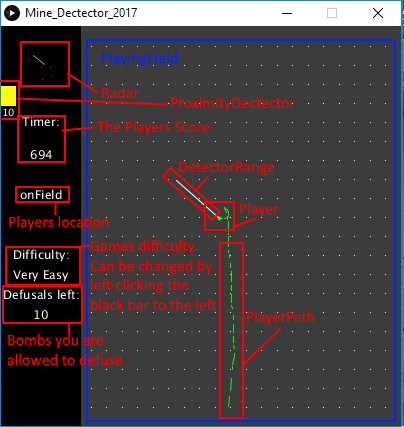 Mine_Dectector_2017
PlayingField
Radar
ProximityDectector
10
Timer:
694
The Players Score
DetectorRange
onField
Player
Players location
Difficulty:
Very Easy
Games difficulty
Can be changed by
left-clicking the
black bar to the left
Defusals left:
10
PlayerPath
Bombs you are
allowed to defuse